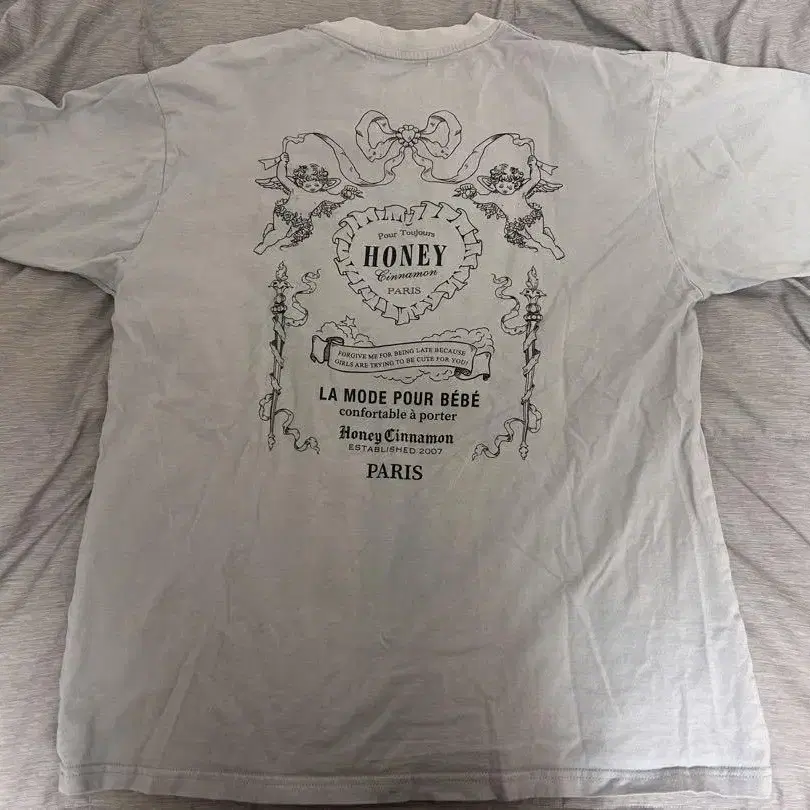 Pour Toujours
HONEY
Cinnamon
PARIS
FORGIVE ME FOR BEING LATE BECAUSE
GIRLS ARE TRYING TO BE CUTE FOR YOU!
LA MODE POUR BÉBÉ
confortable à porter
Honey Cinnamon
ESTABLISHED 2007
PARIS